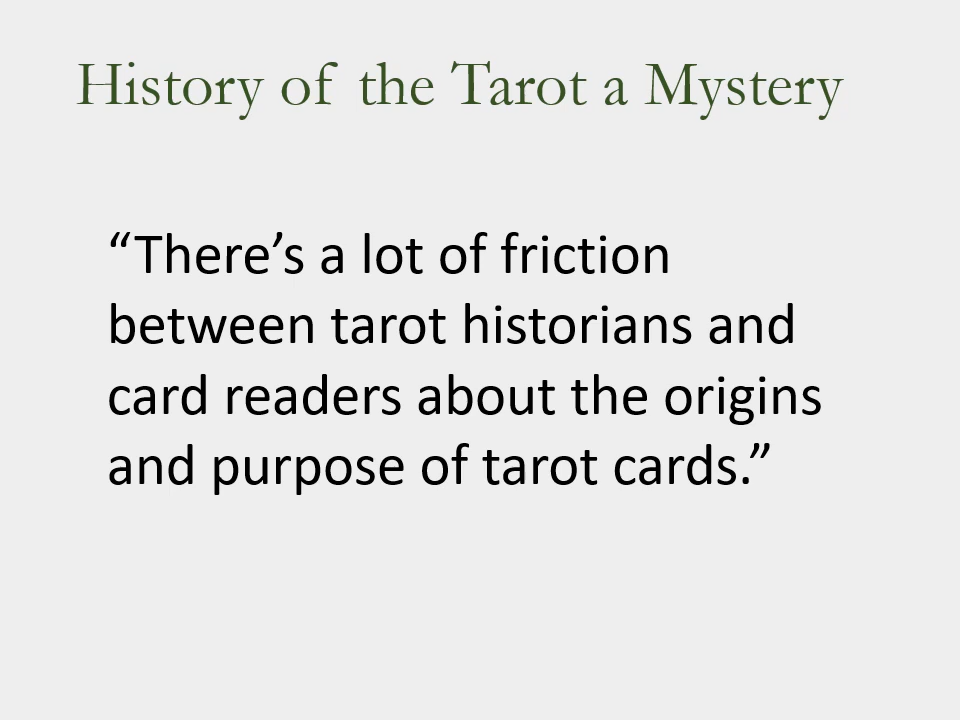 History of the Tarot a Mystery
“There’s a lot of friction
between tarot historians and
card readers about the origins
and purpose of tarot cards.”